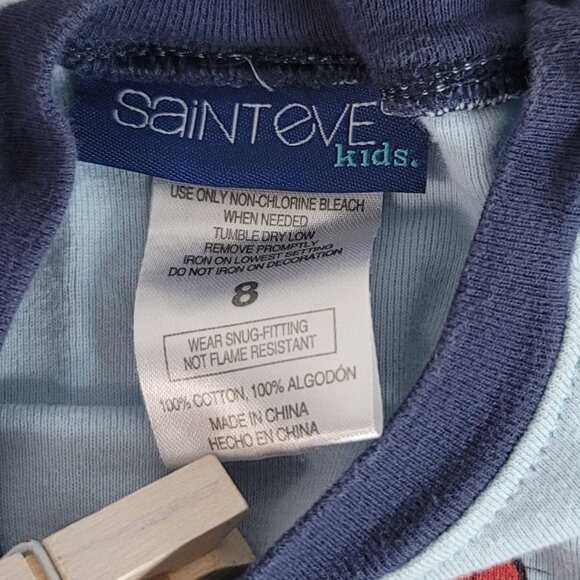 SaiNT eVe
kids.
USE ONLY NON-CHLORINE BLEACH
WHEN NEEDED
TUMBLE DRY LOW
REMOVE PROMPTLY
IRON ON LOWEST SETTING
DO NOT IRON ON DECORATION
8
WEAR SNUG-FITTING
NOT FLAME RESISTANT
100% COTTON, 100% ALGODÓN
MADE IN CHINA
HECHO EN CHINA